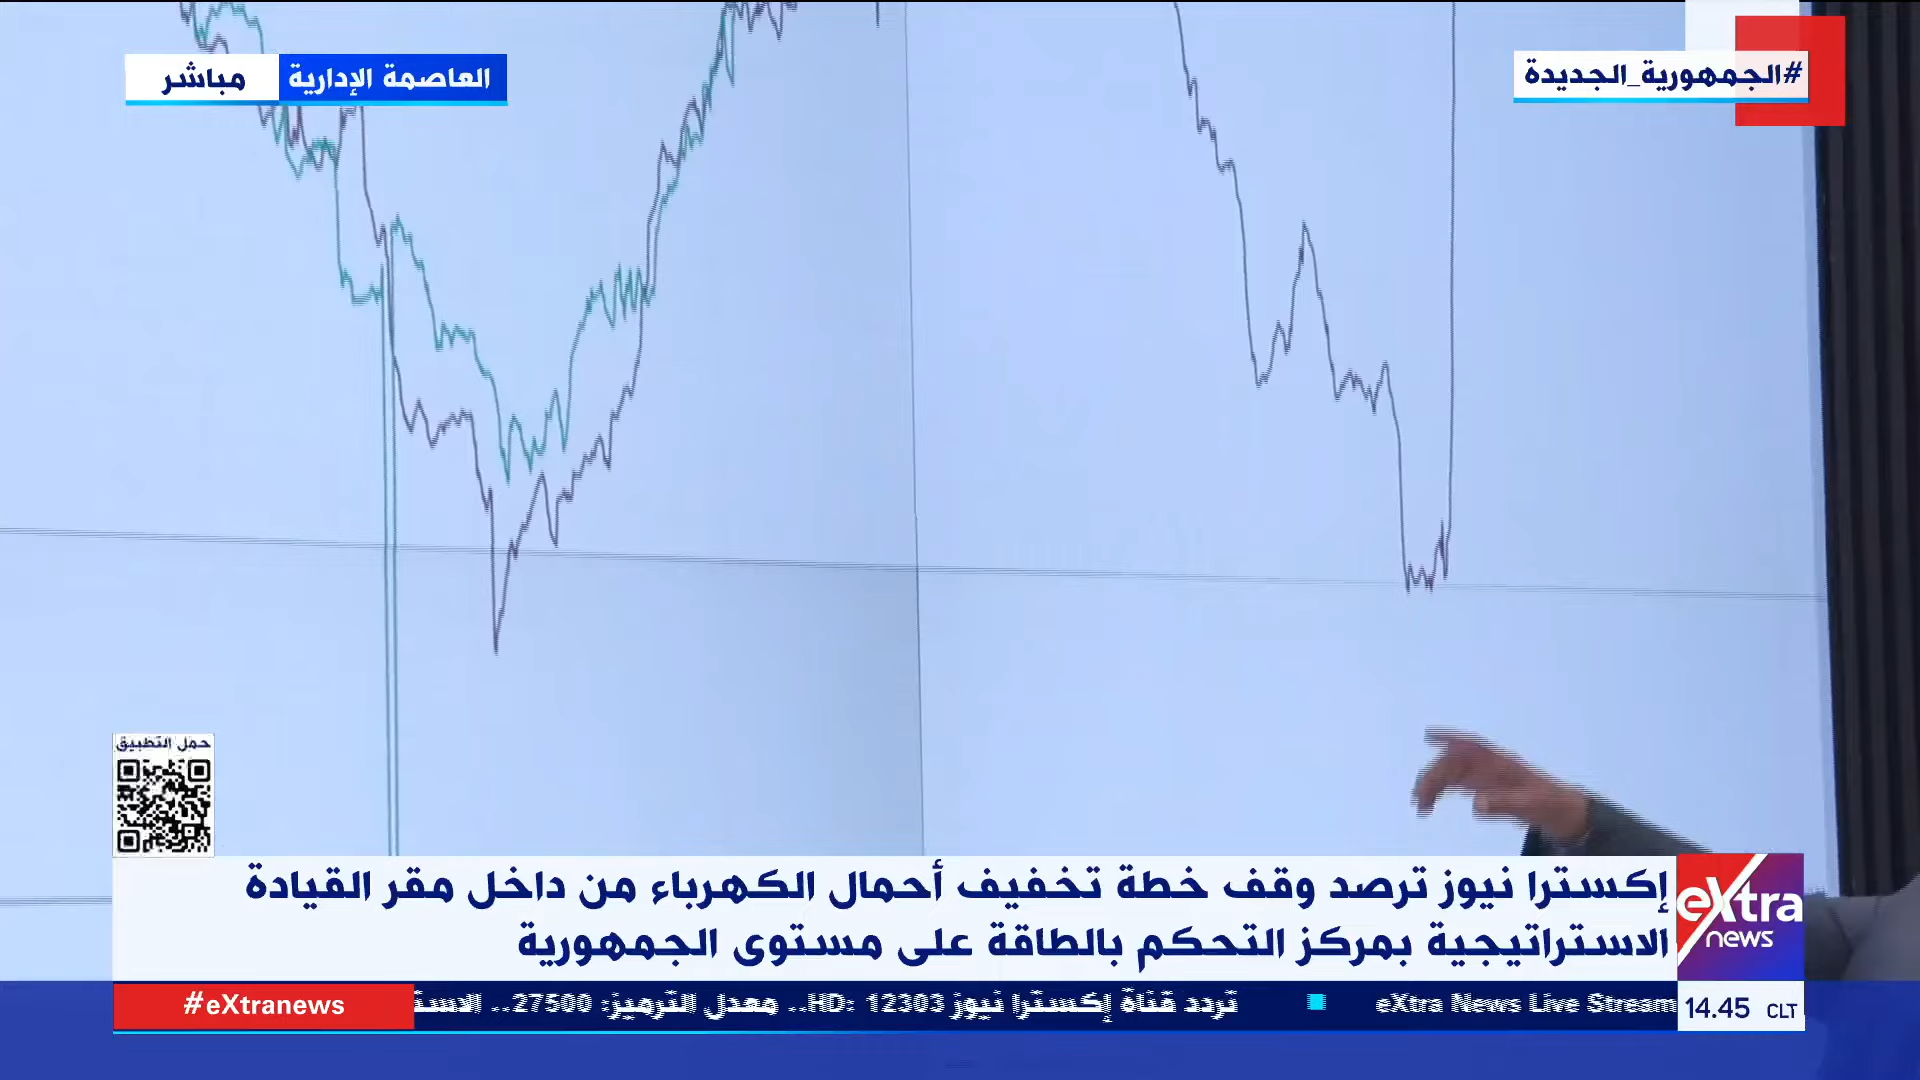 العاصمة الإدارية مباشر
#الجمهورية_الجديدة
حمل التطبيق
إكسترا نيوز ترصد وقف خطة تخفيف أحمال الكهرباء من داخل مقر القيادة
الاستراتيجية بمركز التحكم بالطاقة على مستوى الجمهورية
eXtra
news
#eXtranews
eXtra News Live Stream
تردد قناة إكسترا نيوز HD: 12303.. معدل الترميز: 27500..
14.45 CLT